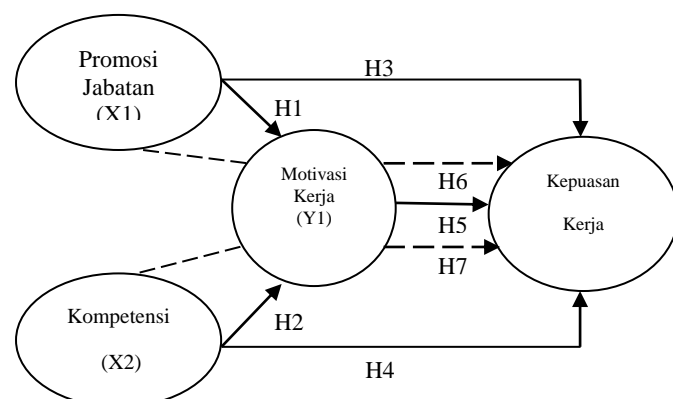 Promosi
Jabatan
(X1)
H3
H1
Motivasi
Kerja
(Y1)
H6
H5
H7
Kepuasan
Kerja
Kompetensi
(X2)
H2
H4